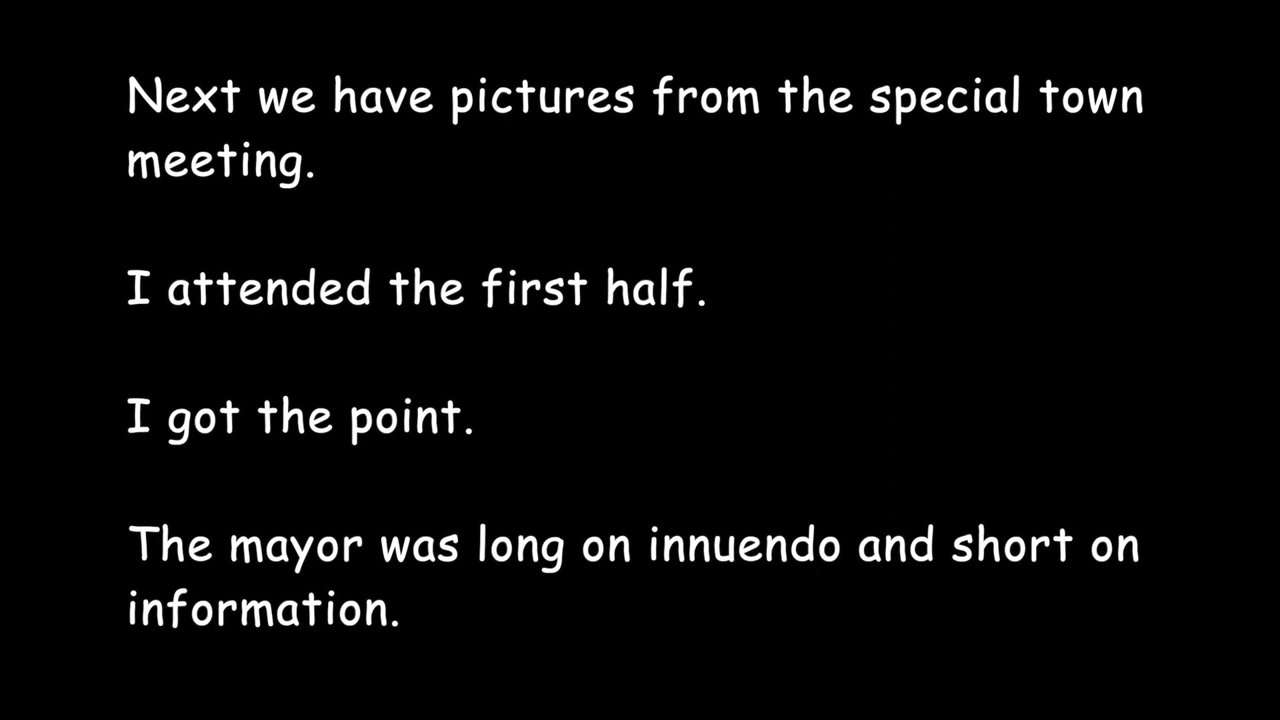 Next we have pictures from the special town
meeting.
I attended the first half.
I got the point.
The mayor was long on innuendo and short on
information.